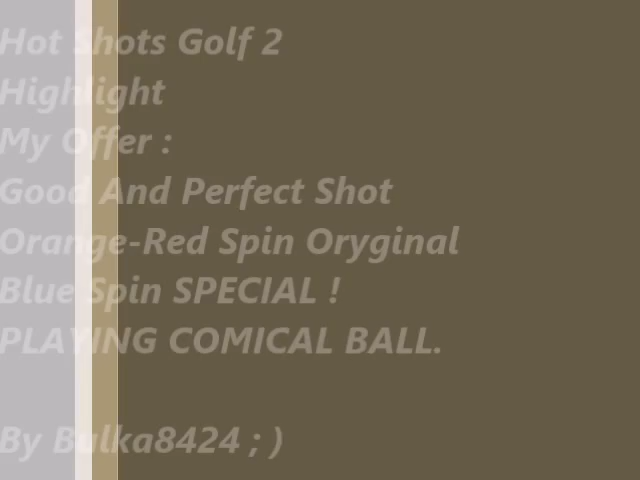 Hot Shots Golf 2
Highlight
My Offer :
Good And Perfect Shot
Orange-Red Spin Oryginal
Blue Spin SPECIAL !
PLAYING COMICAL BALL.
By Bulka8424 ; )